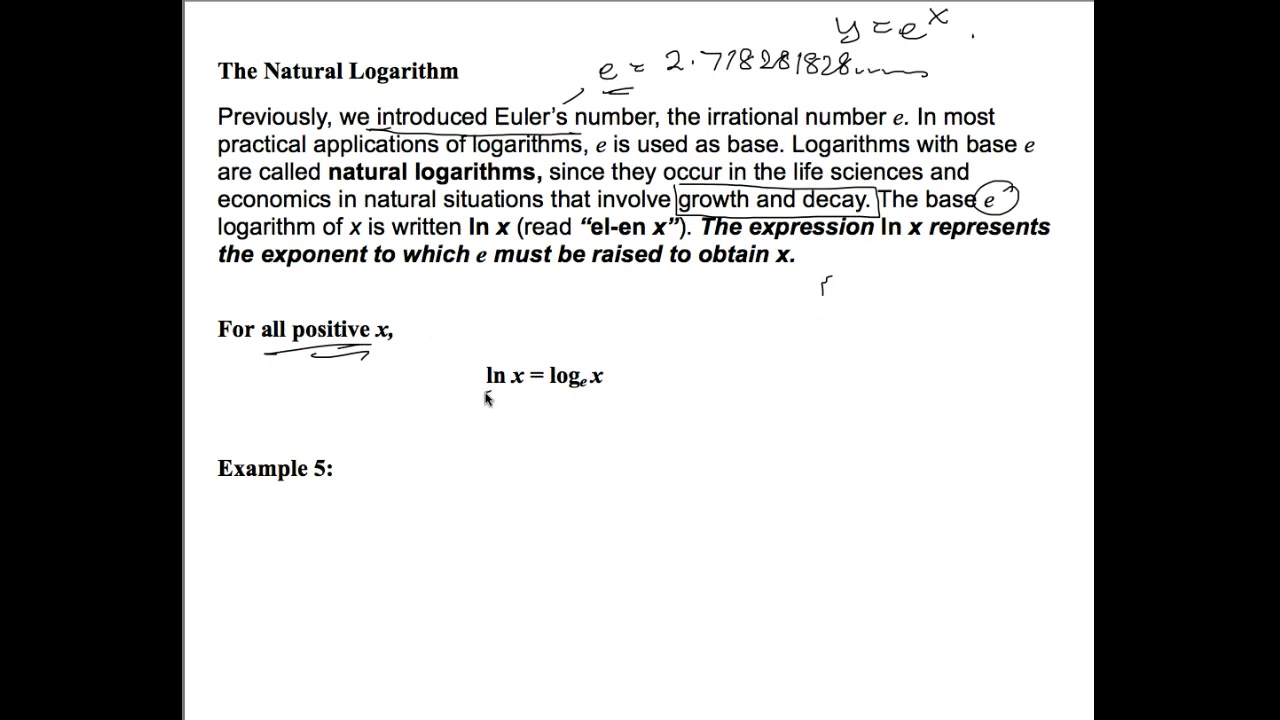 y = e^x .
The Natural Logarithm e = 2.718281828......
Previously, we introduced Euler's number, the irrational number e. In most
practical applications of logarithms, e is used as base. Logarithms with base e
are called natural logarithms, since they occur in the life sciences and
economics in natural situations that involve growth and decay. The base e
logarithm of x is written ln x (read “el-en x”). The expression ln x represents
the exponent to which e must be raised to obtain x.
For all positive x,
ln x = logₑ x
Example 5: